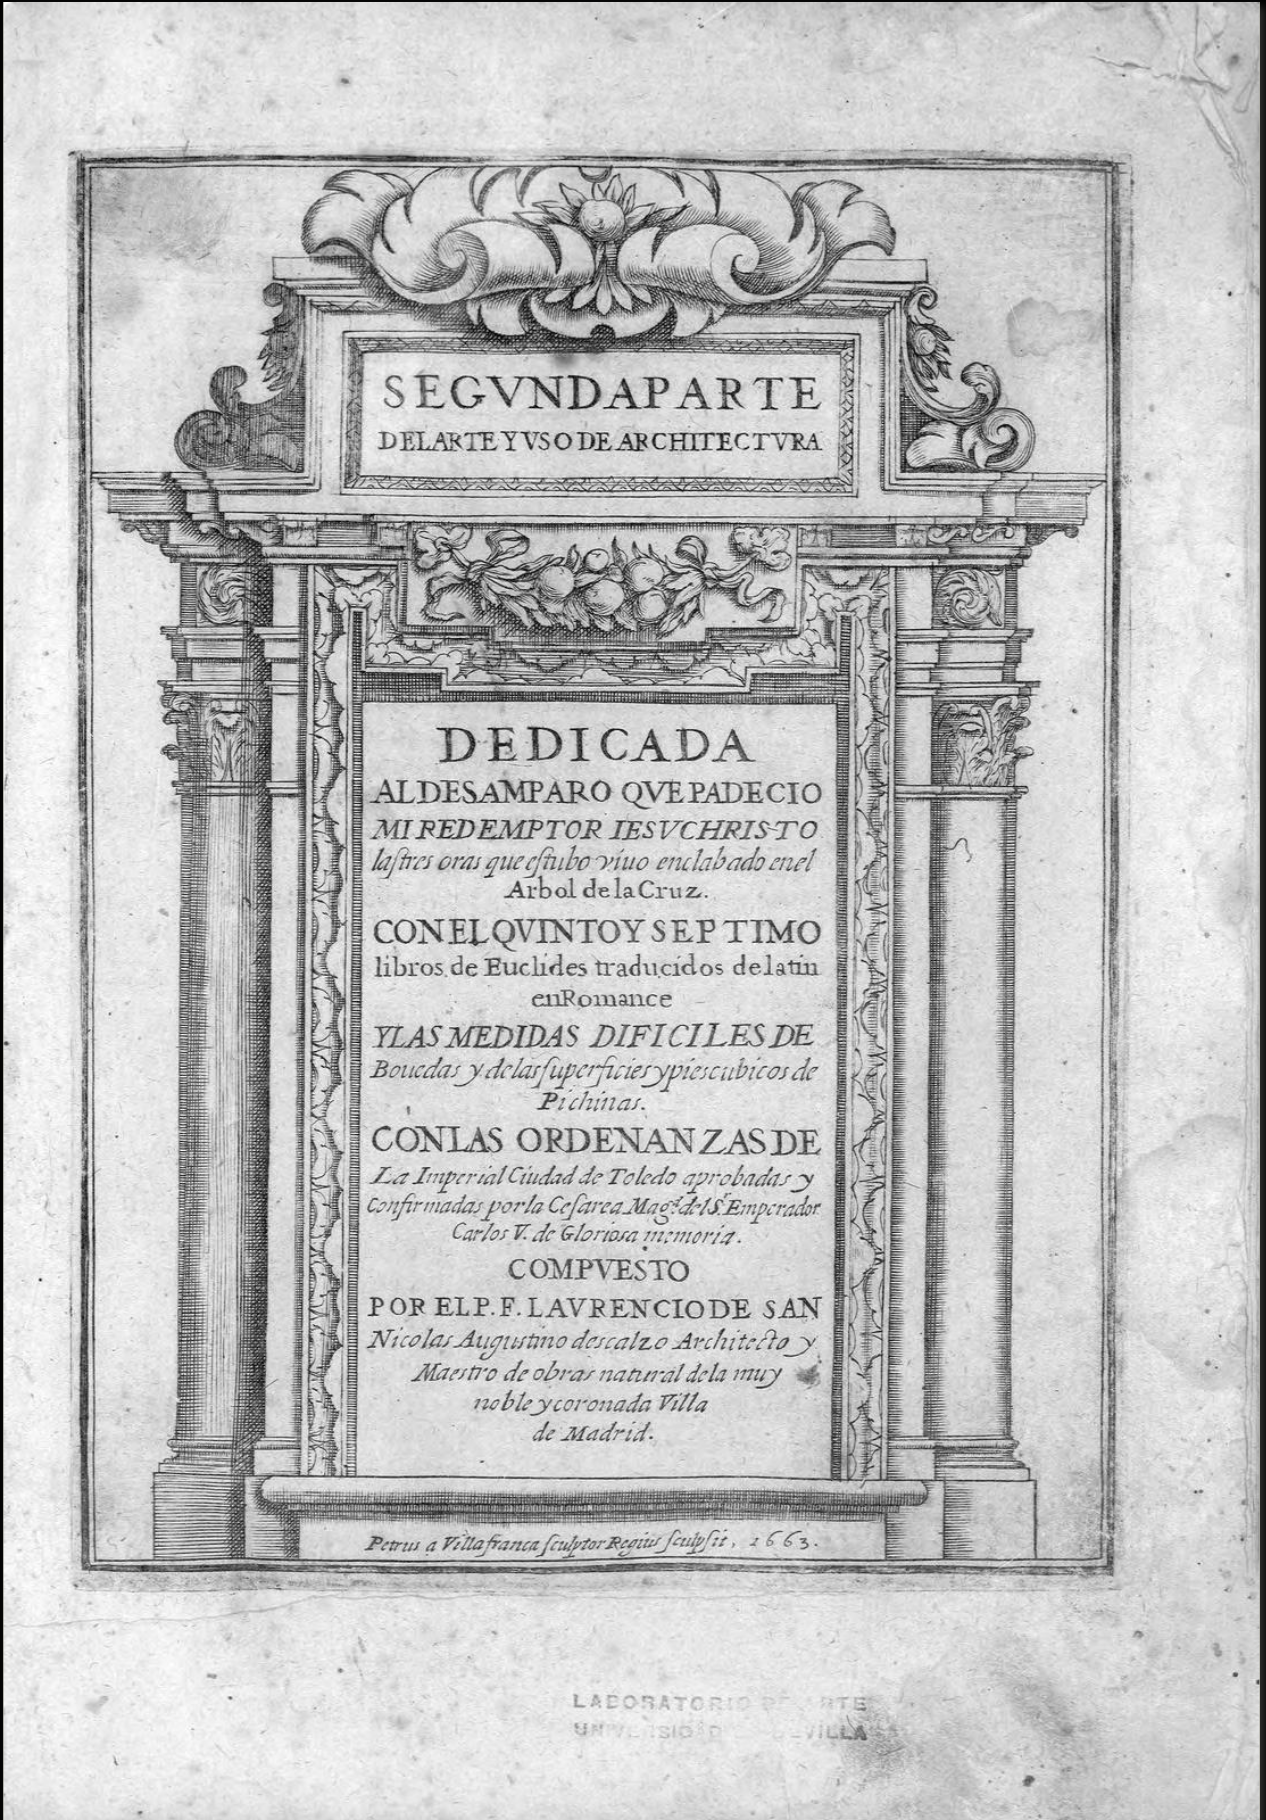 SEGVNDA PARTE
DEL ARTE Y VSO DE ARCHITECTVRA
DEDICADA
AL DESAMPARO QVE PADECIO
MI REDEMPTOR IESVCHRISTO
las tres oras que eſtubo viuo enclabado en el
Arbol de la Cruz.
CON EL QVINTO Y SEPTIMO
libros de Euclides traducidos de latin
en Romance
Y LAS MEDIDAS DIFICILES DE
Bouedas y de las ſuperficies y pies cubicos de
Pichinas.
CON LAS ORDENANZAS DE
La Imperial Ciudad de Toledo aprobadas y
Confirmadas por la Ceſarea Mag.ᵈ del S.ʳ Emperador
Carlos V. de Gloriosa memoria.
COMPVESTO
POR EL P. F. LAVRENCIO DE SAN
Nicolas Augustino descalzo Architecto y
Maestro de obras natural de la muy
noble y coronada Villa
de Madrid.
Petrus a Villafranca ſculptor Regius ſculpſit, 1663.
LABORATORIO DE ARTE
UNIVERSIDAD DE SEVILLA